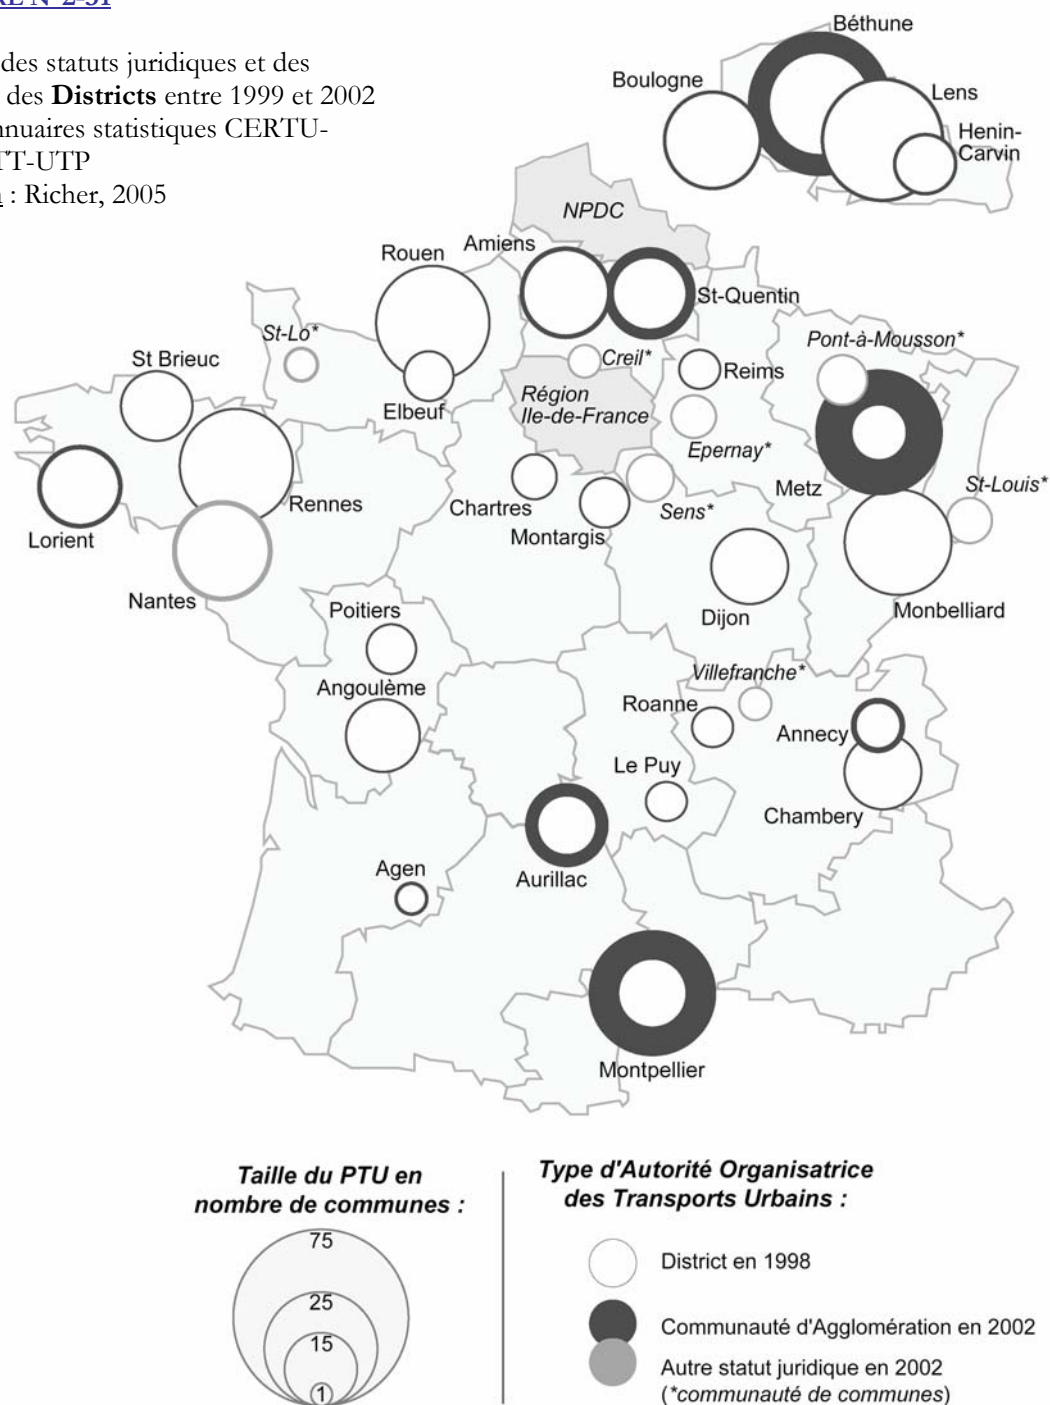 des statuts juridiques et des
des Districts entre 1999 et 2002
nnuaires statistiques CERTU-
TT-UTP
: Richer, 2005
Béthune
Boulogne
Lens
Henin-
Carvin
NPDC
Amiens
Rouen
St-Quentin
St-Lo*
Pont-à-Mousson*
St Brieuc
Creil*
Reims
Elbeuf
Région
Ile-de-France
Epernay*
Metz
St-Louis*
Chartres
Rennes
Sens*
Lorient
Montargis
Nantes
Poitiers
Dijon
Monbelliard
Villefranche*
Angoulème
Roanne
Annecy
Le Puy
Chambery
Agen
Aurillac
Montpellier
Taille du PTU en
nombre de communes :
75
25
15
1
Type d'Autorité Organisatrice
des Transports Urbains :
District en 1998
Communauté d'Agglomération en 2002
Autre statut juridique en 2002
(*communauté de communes)